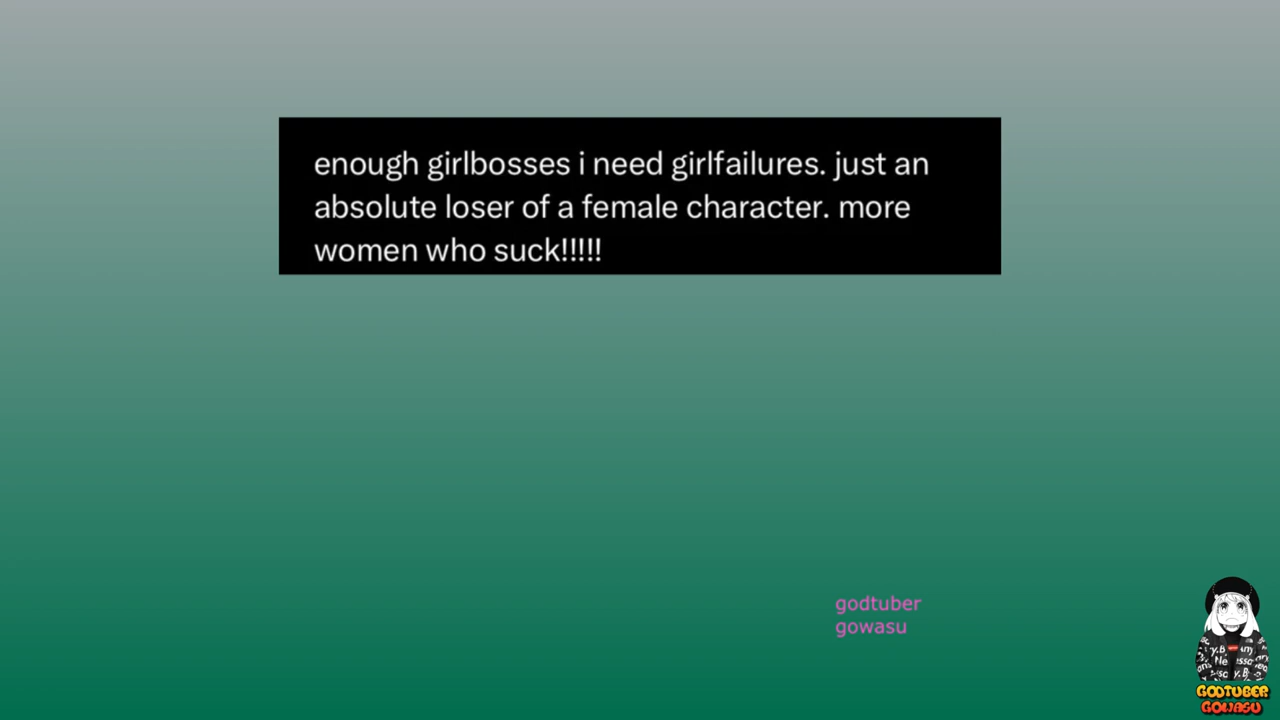 enough girlbosses i need girlfailures. just an
absolute loser of a female character. more
women who suck!!!!!
godtuber
gowasu
GODTUBER
GOWASU